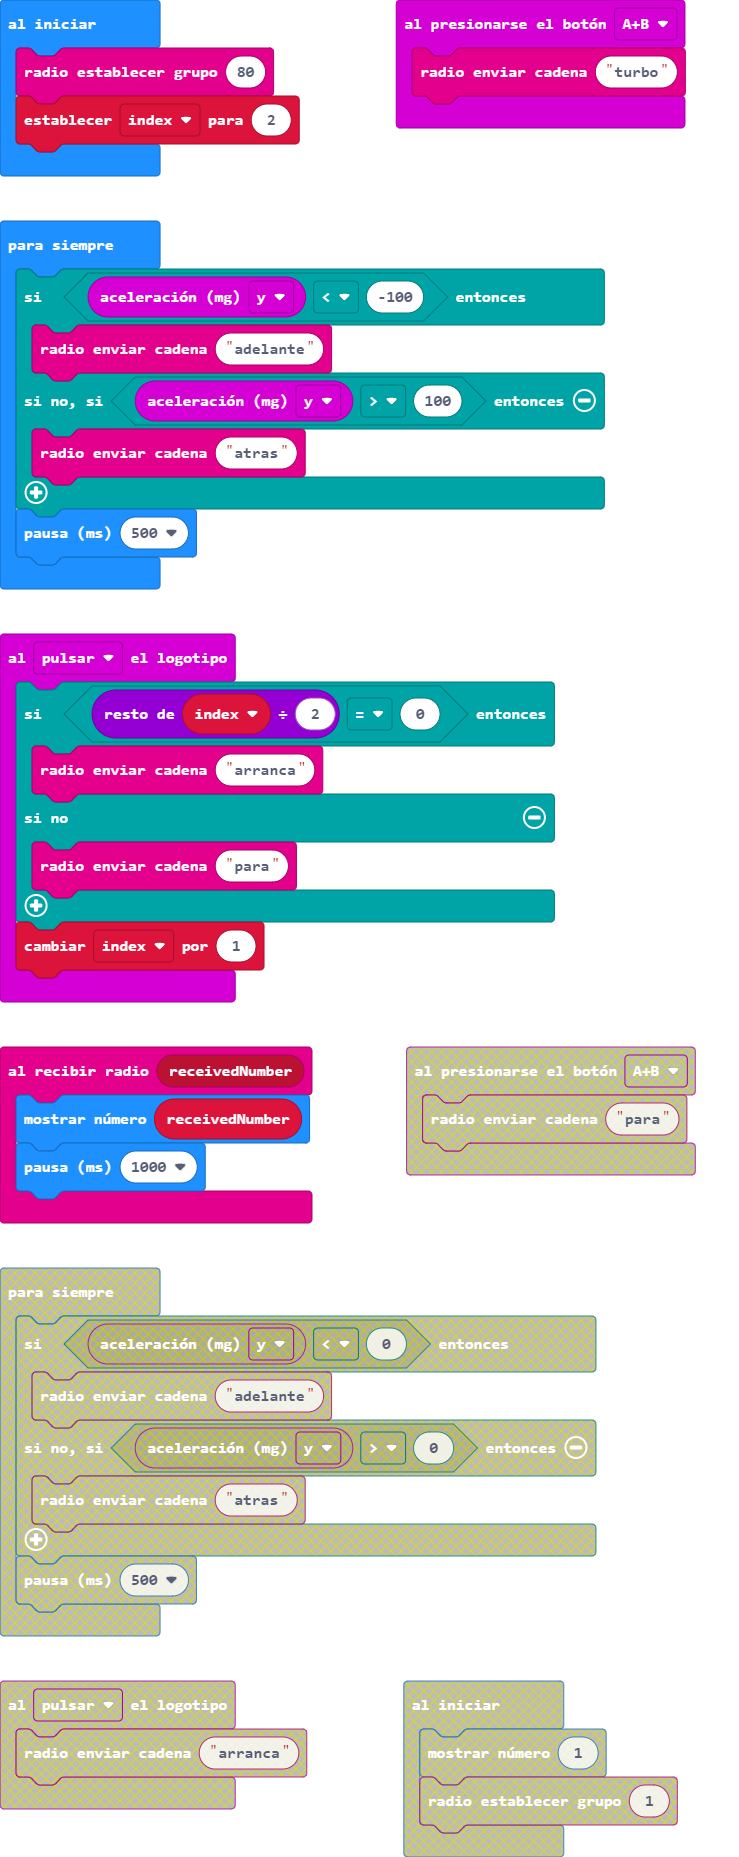 al iniciar
radio establecer grupo 80
establecer index para 2
al presionarse el botón A+B
radio enviar cadena "turbo"
para siempre
si aceleración (mg) y < -100 entonces
radio enviar cadena "adelante"
si no, si aceleración (mg) y > 100 entonces
radio enviar cadena "atras"
pausa (ms) 500
al pulsar el logotipo
si resto de index ÷ 2 = 0 entonces
radio enviar cadena "arranca"
si no
radio enviar cadena "para"
cambiar index por 1
al recibir radio receivedNumber
mostrar número receivedNumber
pausa (ms) 1000
al presionarse el botón A+B
radio enviar cadena "para"
para siempre
si aceleración (mg) y < 0 entonces
radio enviar cadena "adelante"
si no, si aceleración (mg) y > 0 entonces
radio enviar cadena "atras"
pausa (ms) 500
al pulsar el logotipo
radio enviar cadena "arranca"
al iniciar
mostrar número 1
radio establecer grupo 1